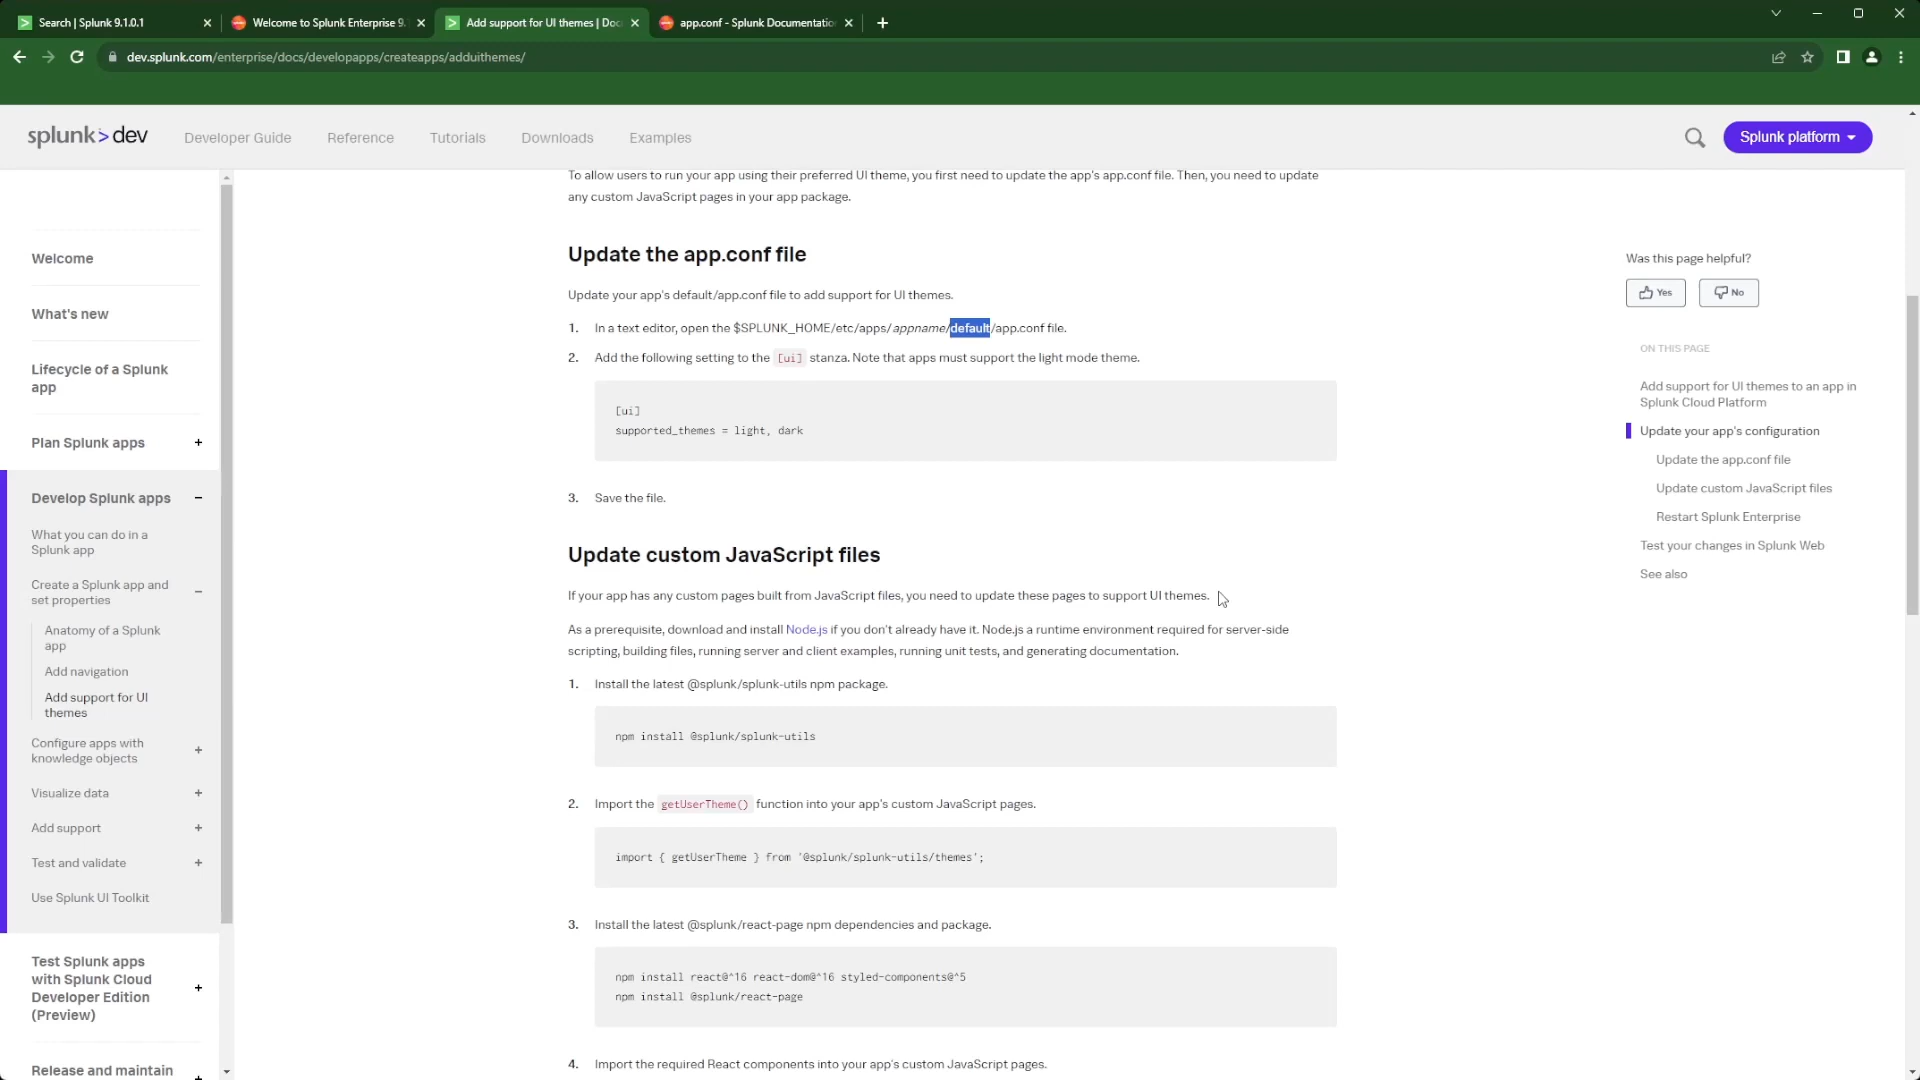 Search | Splunk 9.1.0.1
Welcome to Splunk Enterprise 9.
Add support for UI themes | Doc
app.conf - Splunk Documentatio
dev.splunk.com/enterprise/docs/developapps/createapps/adduithemes/
splunk>dev
Developer Guide
Reference
Tutorials
Downloads
Examples
Splunk platform
Welcome
What's new
Lifecycle of a Splunk
app
Plan Splunk apps
+
Develop Splunk apps
–
What you can do in a
Splunk app
Create a Splunk app and
set properties
–
Anatomy of a Splunk
app
Add navigation
Add support for UI
themes
Configure apps with
knowledge objects
+
Visualize data
+
Add support
+
Test and validate
+
Use Splunk UI Toolkit
Test Splunk apps
with Splunk Cloud
Developer Edition
(Preview)
+
Release and maintain
To allow users to run your app using their preferred UI theme, you first need to update the app's app.conf file. Then, you need to update
any custom JavaScript pages in your app package.
Update the app.conf file
Update your app's default/app.conf file to add support for UI themes.
1. In a text editor, open the $SPLUNK_HOME/etc/apps/appname/default/app.conf file.
2. Add the following setting to the [ui] stanza. Note that apps must support the light mode theme.
[ui]
supported_themes = light, dark
3. Save the file.
Update custom JavaScript files
If your app has any custom pages built from JavaScript files, you need to update these pages to support UI themes.
As a prerequisite, download and install Node.js if you don't already have it. Node.js a runtime environment required for server-side
scripting, building files, running server and client examples, running unit tests, and generating documentation.
1. Install the latest @splunk/splunk-utils npm package.
npm install @splunk/splunk-utils
2. Import the getUserTheme() function into your app's custom JavaScript pages.
import { getUserTheme } from '@splunk/splunk-utils/themes';
3. Install the latest @splunk/react-page npm dependencies and package.
npm install react@^16 react-dom@^16 styled-components@^5
npm install @splunk/react-page
4. Import the required React components into your app's custom JavaScript pages.
Was this page helpful?
Yes
No
ON THIS PAGE
Add support for UI themes to an app in
Splunk Cloud Platform
Update your app's configuration
Update the app.conf file
Update custom JavaScript files
Restart Splunk Enterprise
Test your changes in Splunk Web
See also